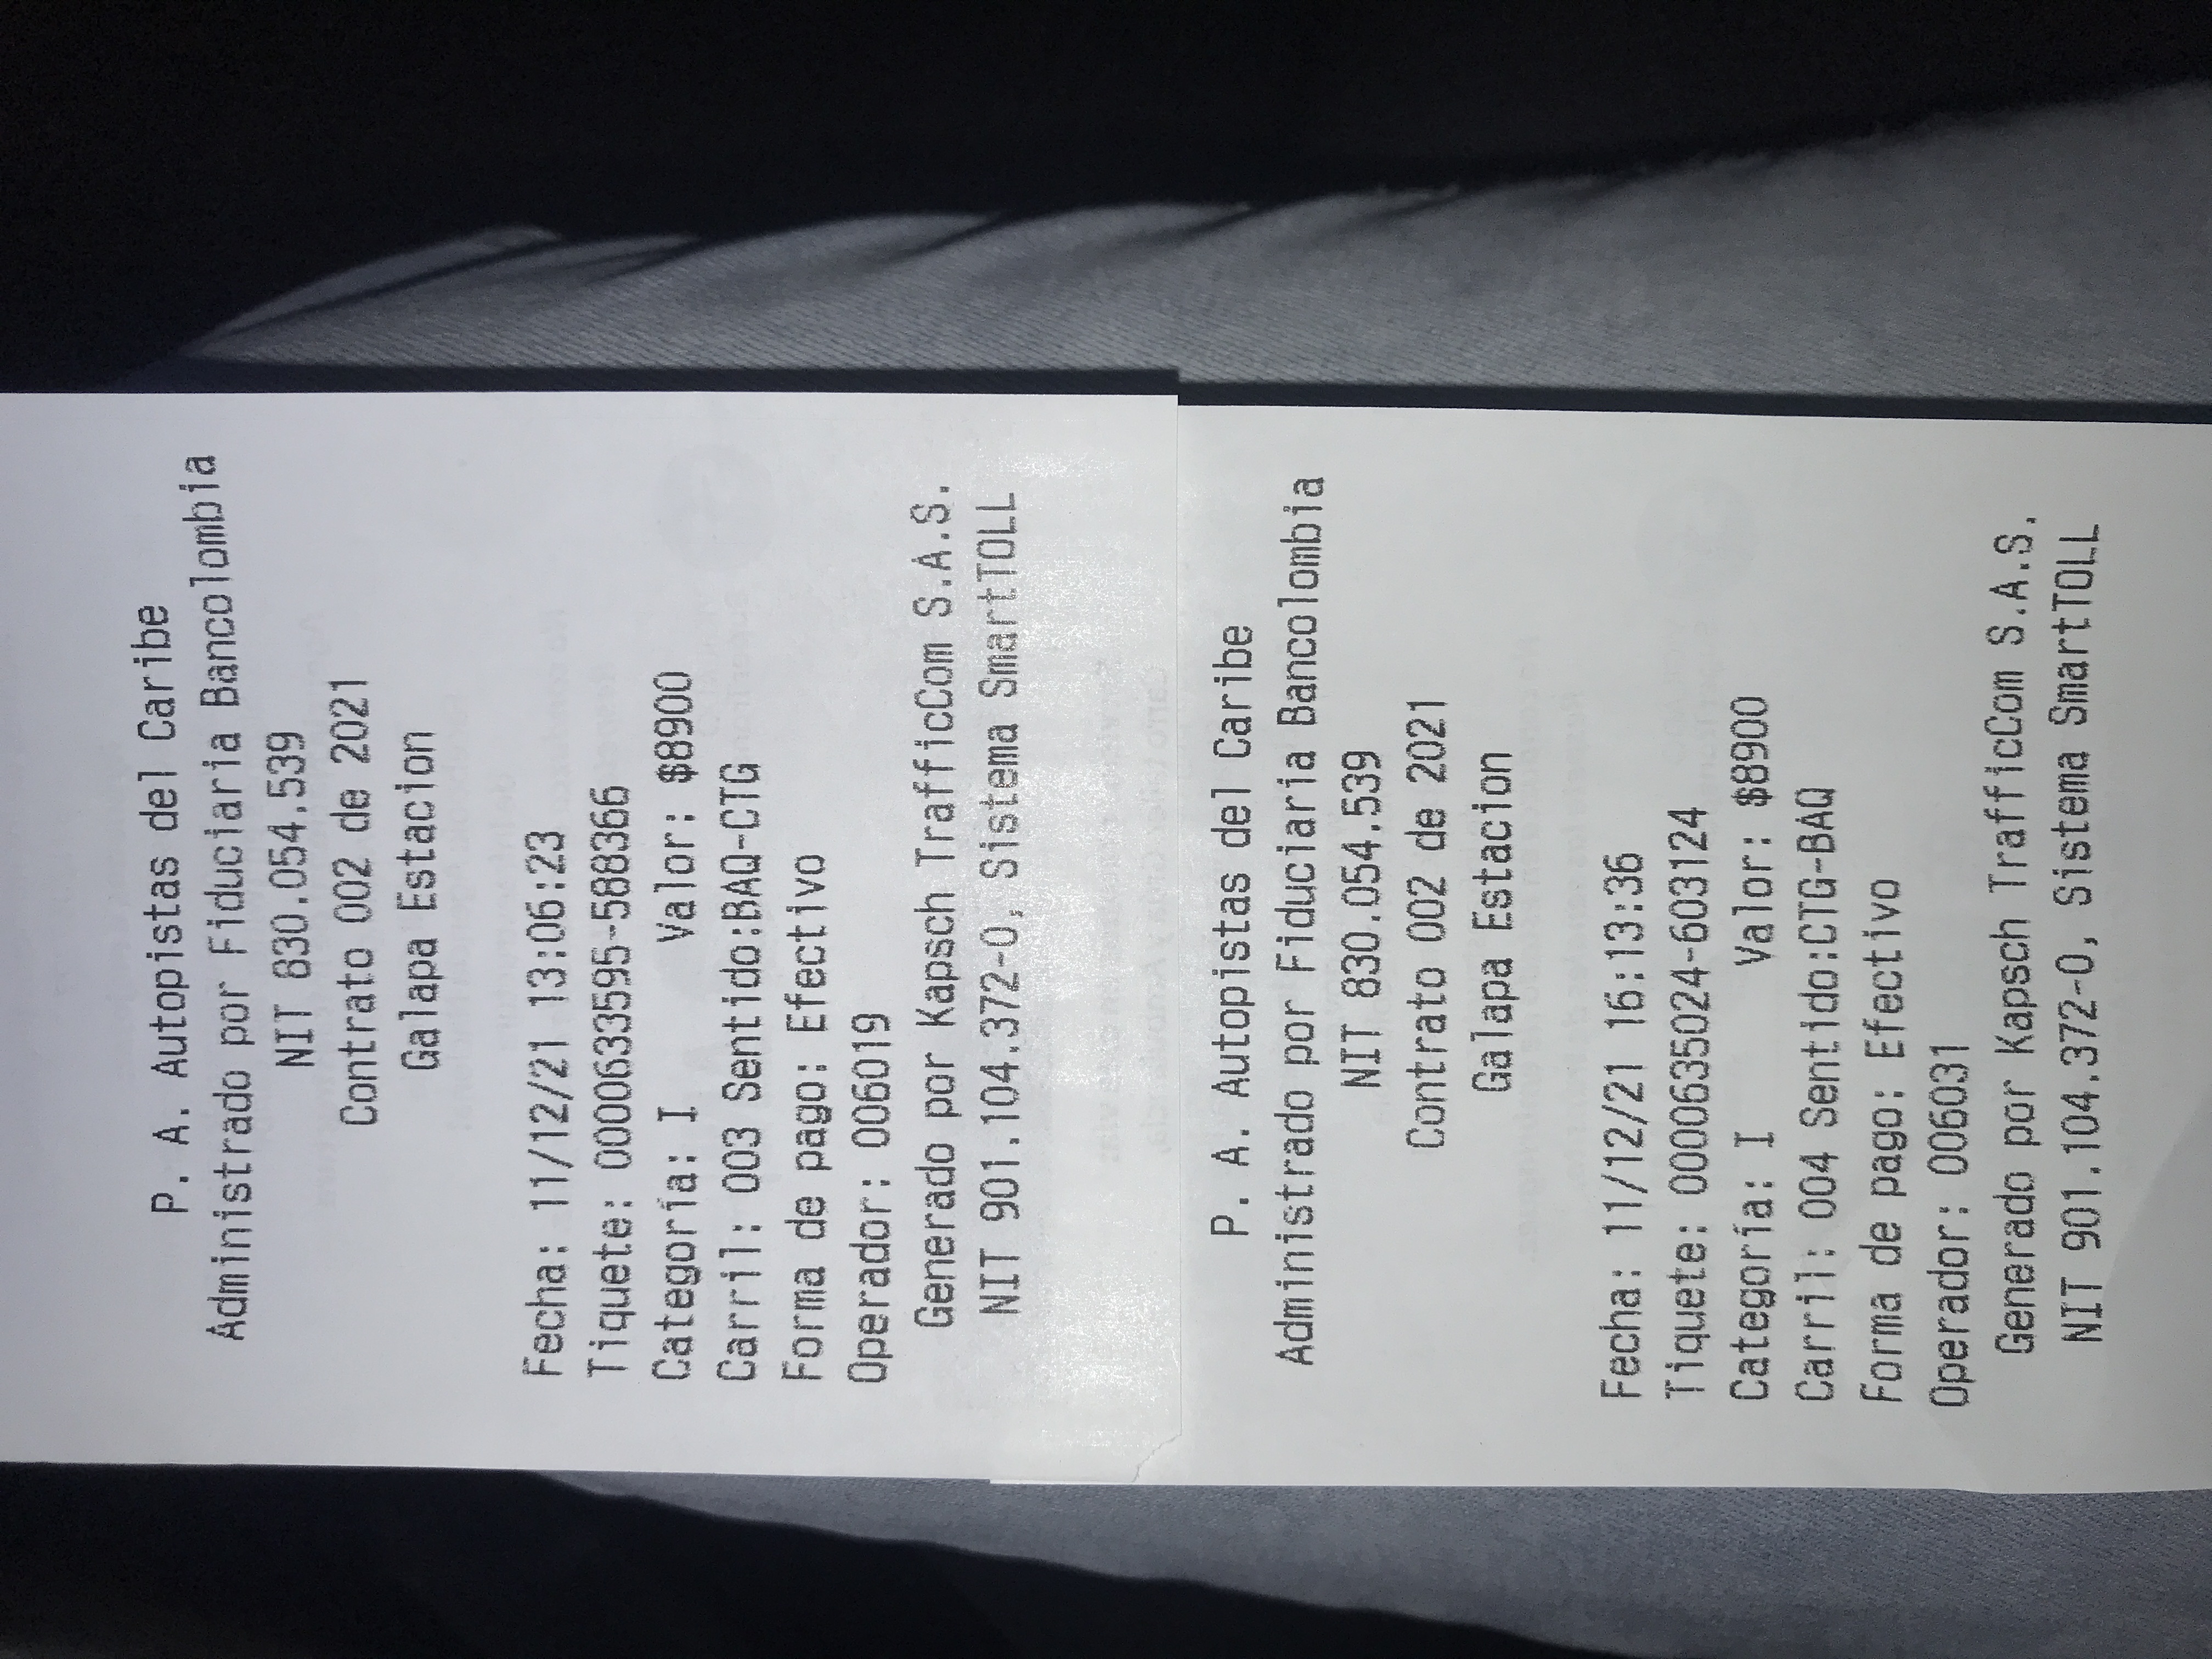 P. A. Autopistas del Caribe
Administrado por Fiduciaria Bancolombia
NIT 830.054.539
Contrato 002 de 2021
Galapa Estacion
Fecha: 11/12/21 13:06:23
Tiquete: 0000633595-588366
Categoría: I Valor: $8900
Carril: 003 Sentido:BAQ-CTG
Forma de pago: Efectivo
Operador: 006019
Generado por Kapsch TrafficCom S.A.S.
NIT 901.104.372-0, Sistema SmartTOLL
P. A. Autopistas del Caribe
Administrado por Fiduciaria Bancolombia
NIT 830.054.539
Contrato 002 de 2021
Galapa Estacion
Fecha: 11/12/21 16:13:36
Tiquete: 0000635024-603124
Categoría: I Valor: $8900
Carril: 004 Sentido:CTG-BAQ
Forma de pago: Efectivo
Operador: 006031
Generado por Kapsch TrafficCom S.A.S.
NIT 901.104.372-0, Sistema SmartTOLL